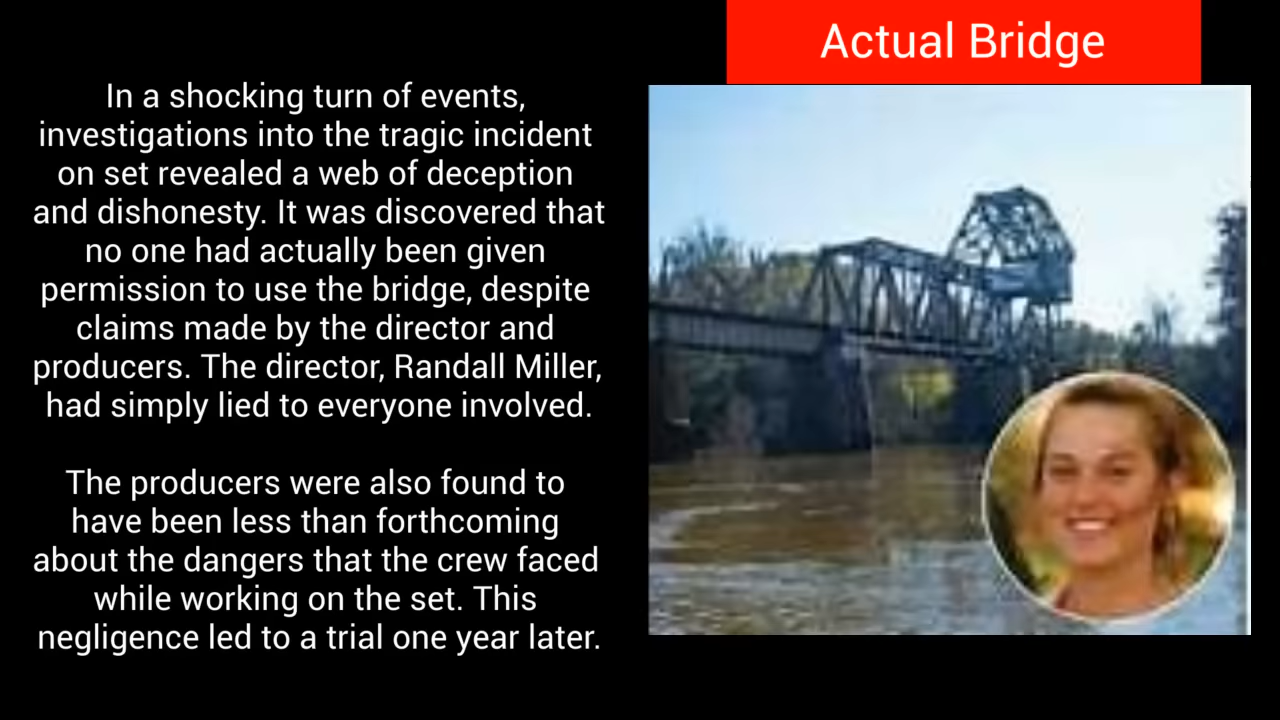 Actual Bridge
In a shocking turn of events,
investigations into the tragic incident
on set revealed a web of deception
and dishonesty. It was discovered that
no one had actually been given
permission to use the bridge, despite
claims made by the director and
producers. The director, Randall Miller,
had simply lied to everyone involved.
The producers were also found to
have been less than forthcoming
about the dangers that the crew faced
while working on the set. This
negligence led to a trial one year later.